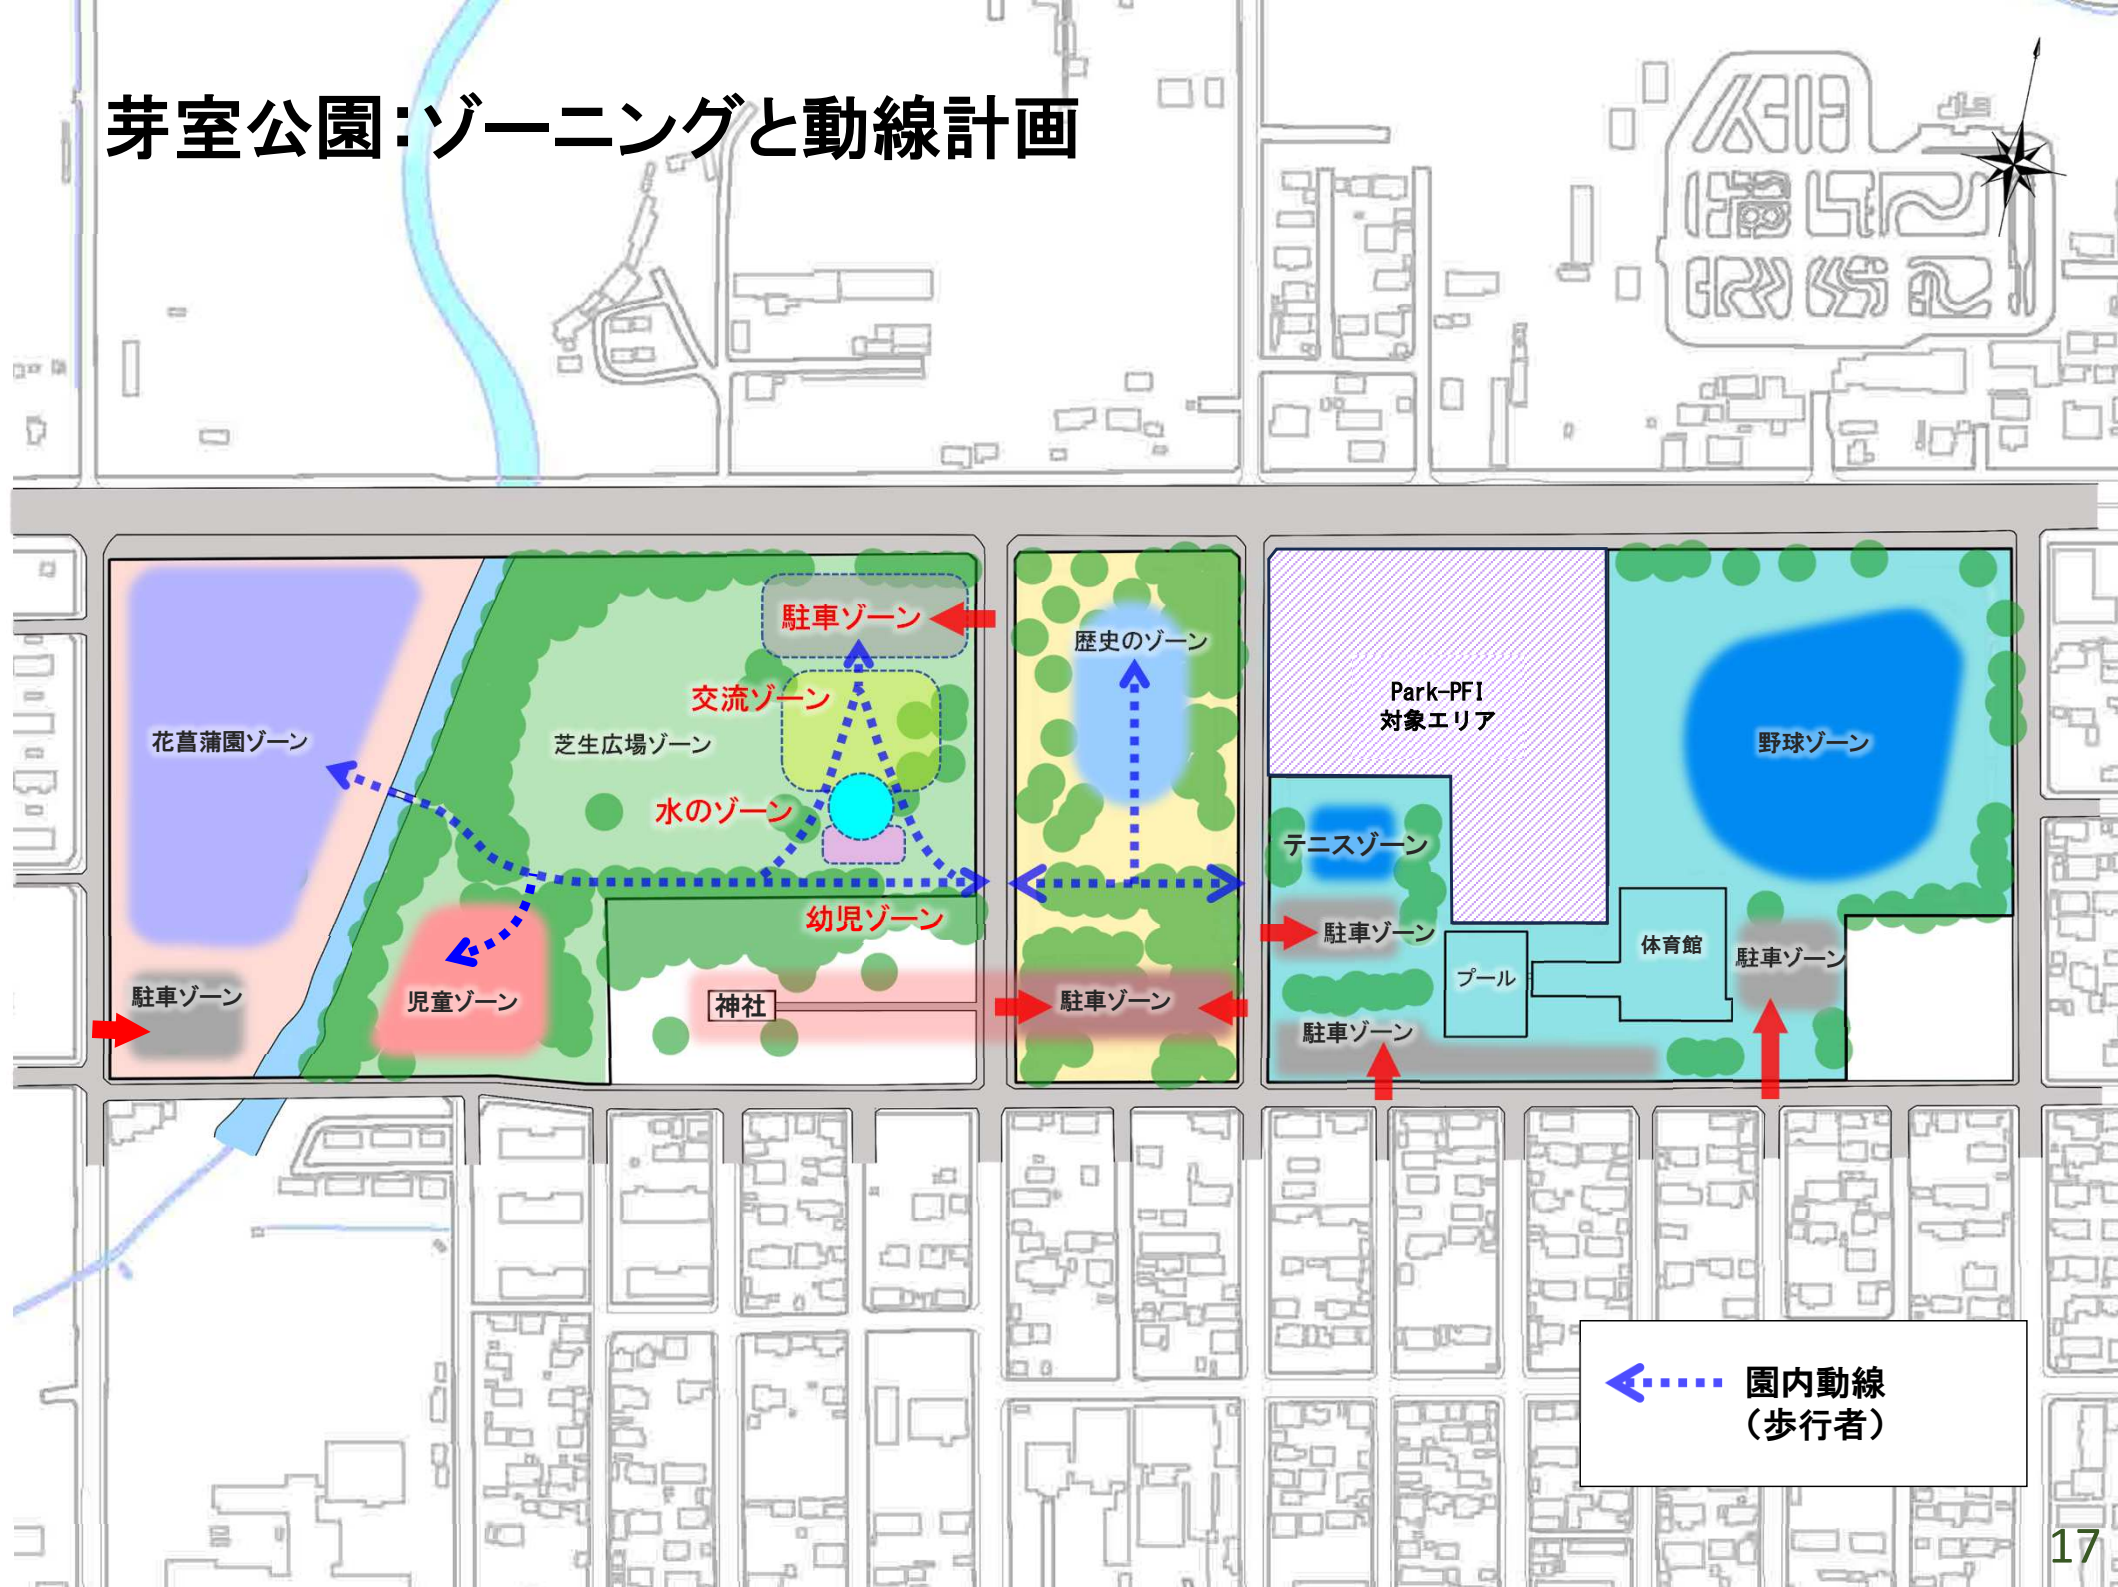 芽室公園：ゾーニングと動線計画
駐車ゾーン
歴史のゾーン
交流ゾーン
Park-PFI
対象エリア
花菖蒲園ゾーン
芝生広場ゾーン
野球ゾーン
水のゾーン
テニスゾーン
幼児ゾーン
駐車ゾーン
体育館
駐車ゾーン
プール
駐車ゾーン
児童ゾーン
神社
駐車ゾーン
駐車ゾーン
園内動線
（歩行者）
17